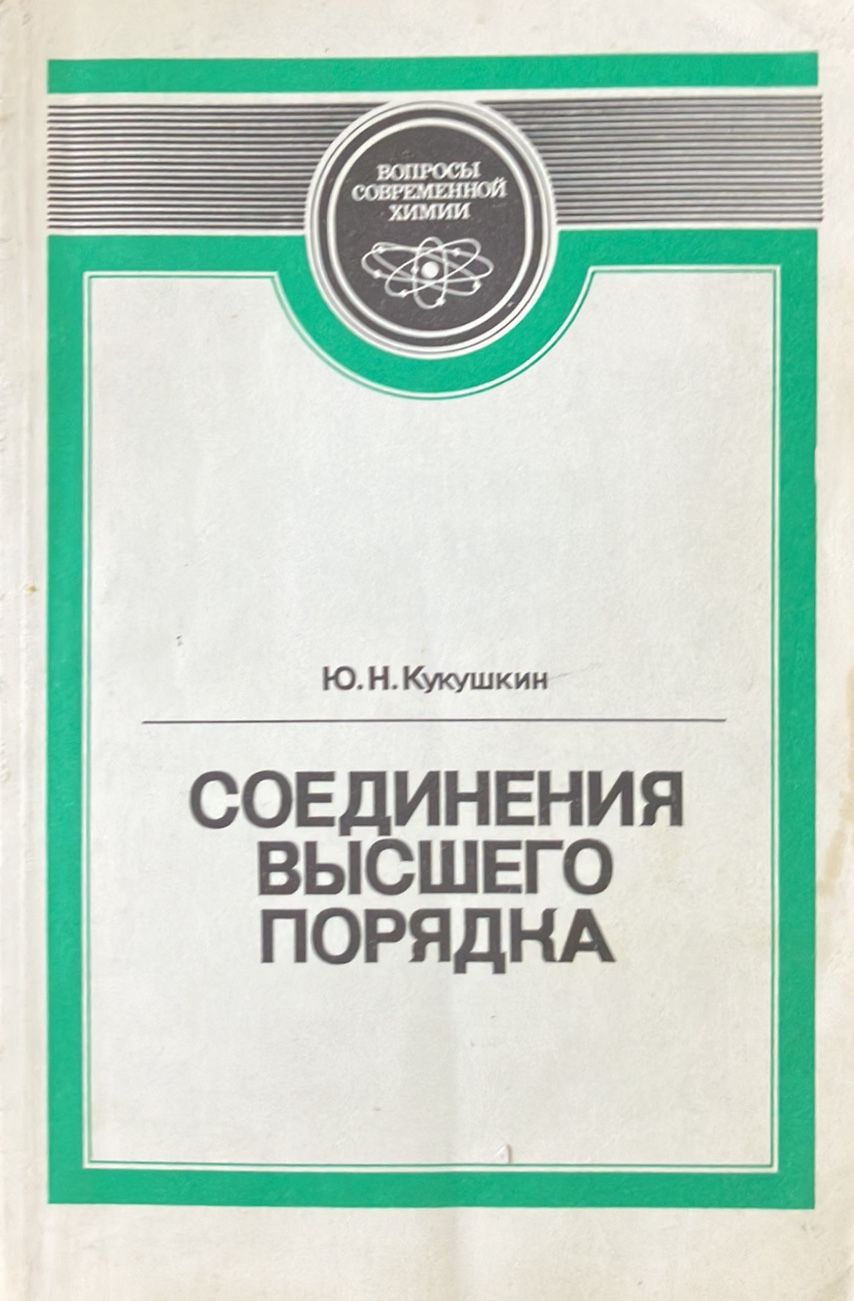 ВОПРОСЫ
СОВРЕМЕННОЙ
ХИМИИ
Ю.Н.Кукушкин
СОЕДИНЕНИЯ
ВЫСШЕГО
ПОРЯДКА